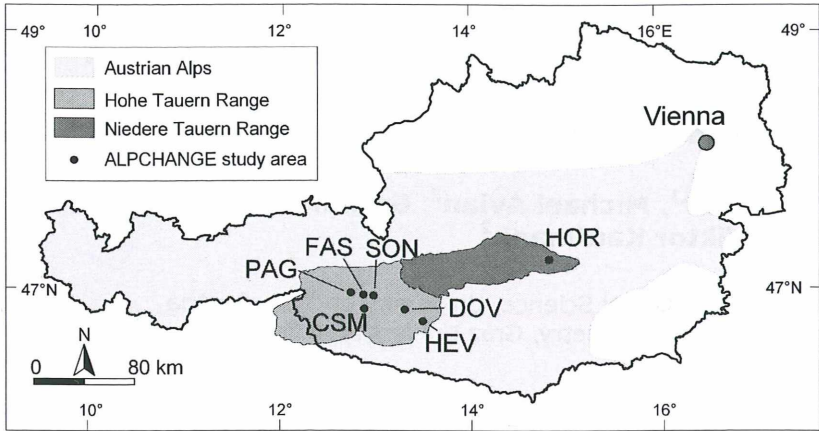 49°
12°
14°
16°E
49°
Austrian Alps
Hohe Tauern Range
Niedere Tauern Range
ALPCHANGE study area
Vienna
HOR
FAS SON
PAG
47°N
47°N
CSM
DOV
HEV
N
0 80 km
10°
12°
14°
16°